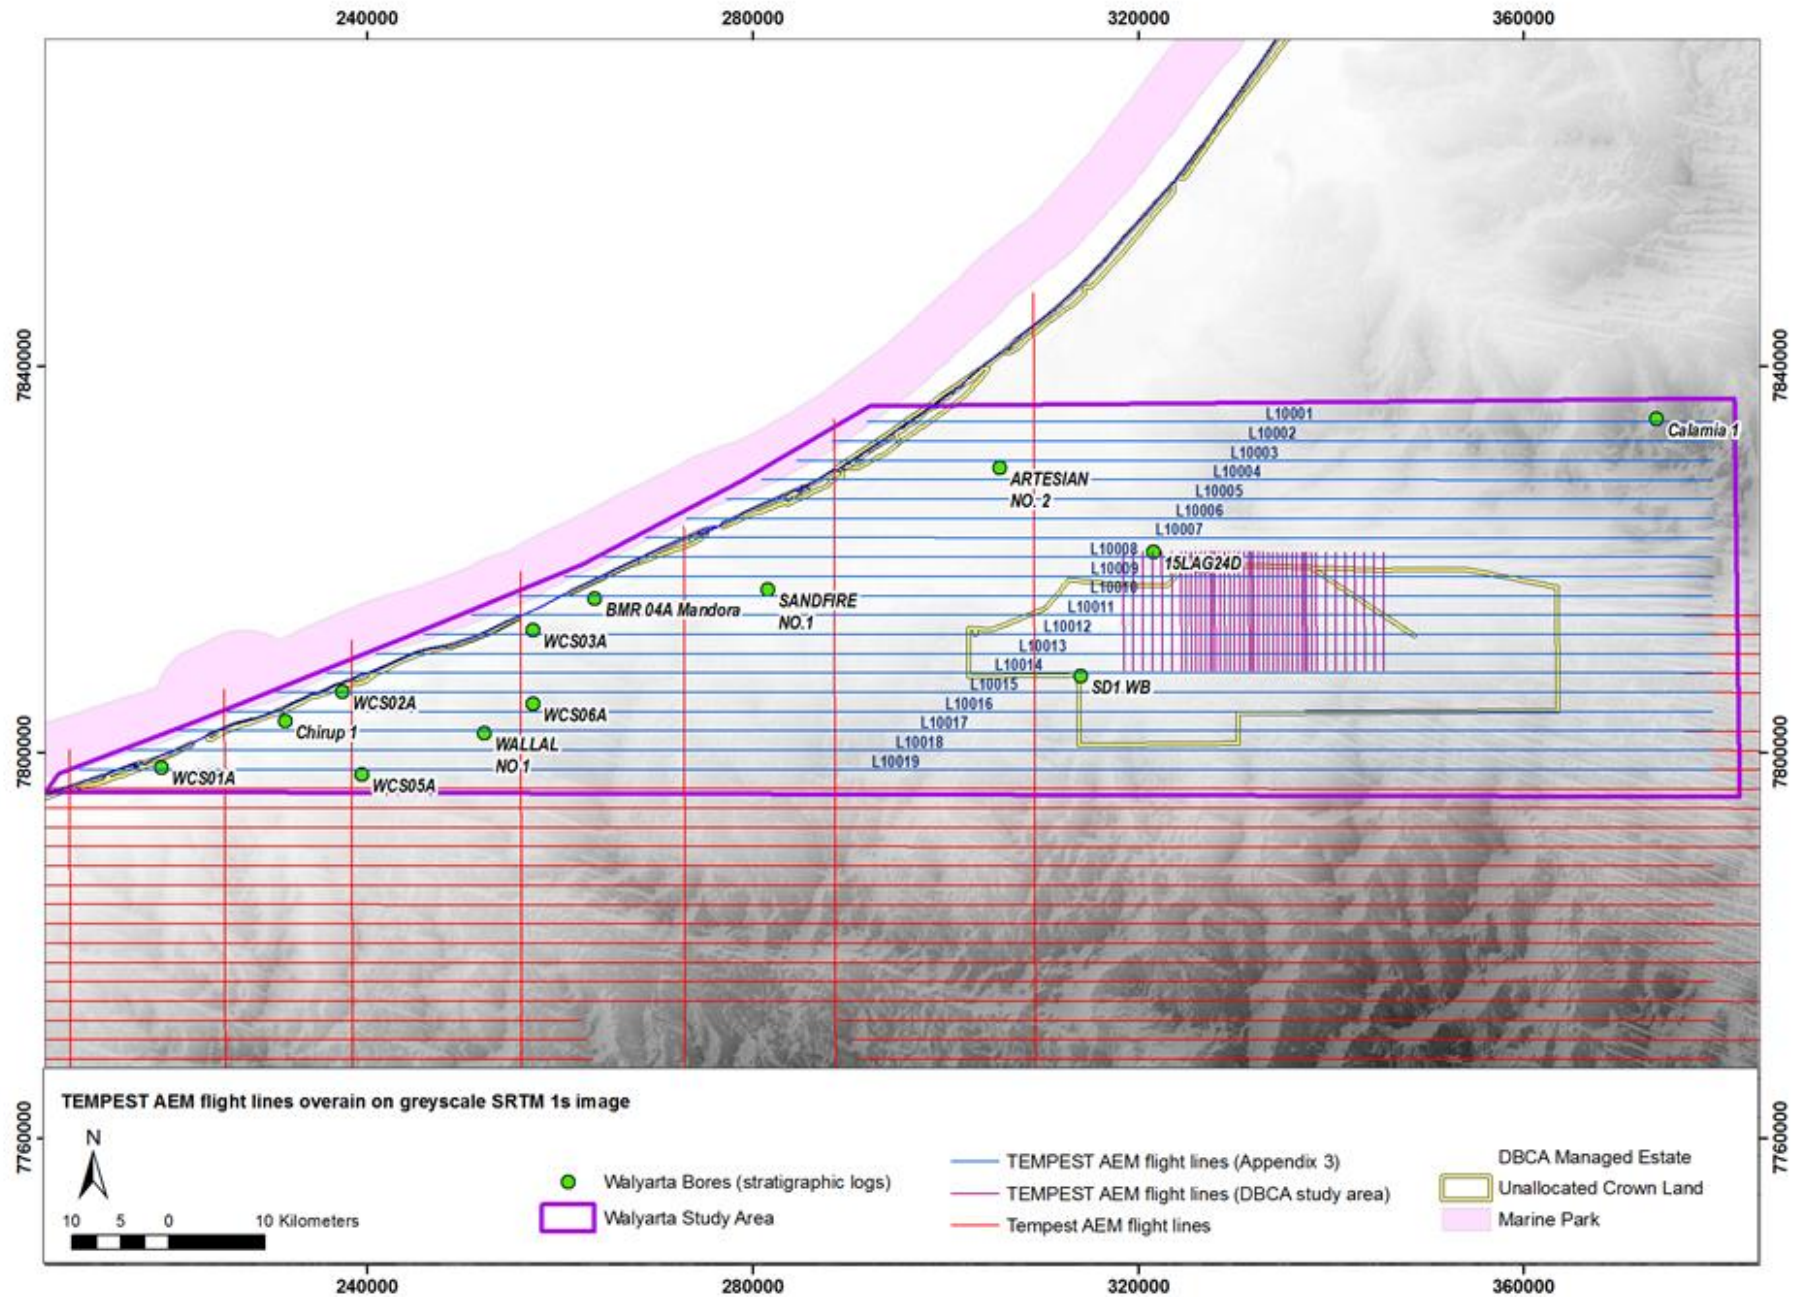 240000
280000
320000
360000
7840000
7840000
L10001
Calamia 1
L10002
L10003
L10004
ARTESIAN
NO. 2
L10005
L10006
L10007
L10008
15LAG24D
L10009
L10010
SANDFIRE
NO.1
BMR 04A Mandora
L10011
L10012
WCS03A
L10013
L10014
L10015
SD1 WB
WCS02A
L10016
WCS06A
L10017
Chirup 1
WALLAL
NO 1
L10018
L10019
WCS01A
WCS05A
7800000
7800000
TEMPEST AEM flight lines overain on greyscale SRTM 1s image
N
10 5 0 10 Kilometers
Walyarta Bores (stratigraphic logs)
Walyarta Study Area
TEMPEST AEM flight lines (Appendix 3)
TEMPEST AEM flight lines (DBCA study area)
Tempest AEM flight lines
DBCA Managed Estate
Unallocated Crown Land
Marine Park
7760000
7760000
240000
280000
320000
360000